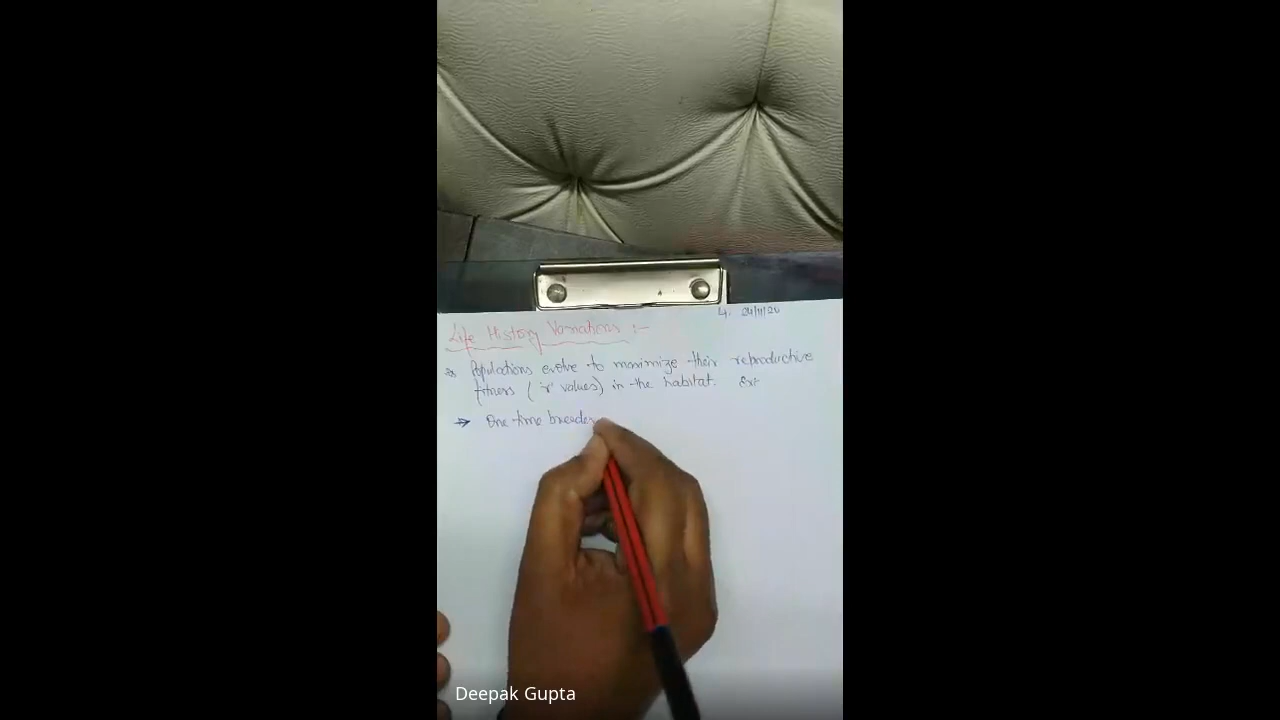 4. 24/11/20
Life History Variations :-
Populations evolve to maximize their reproductive
fitness ( 'r' values) in the habitat. Ex:
→ One time breeder
Deepak Gupta